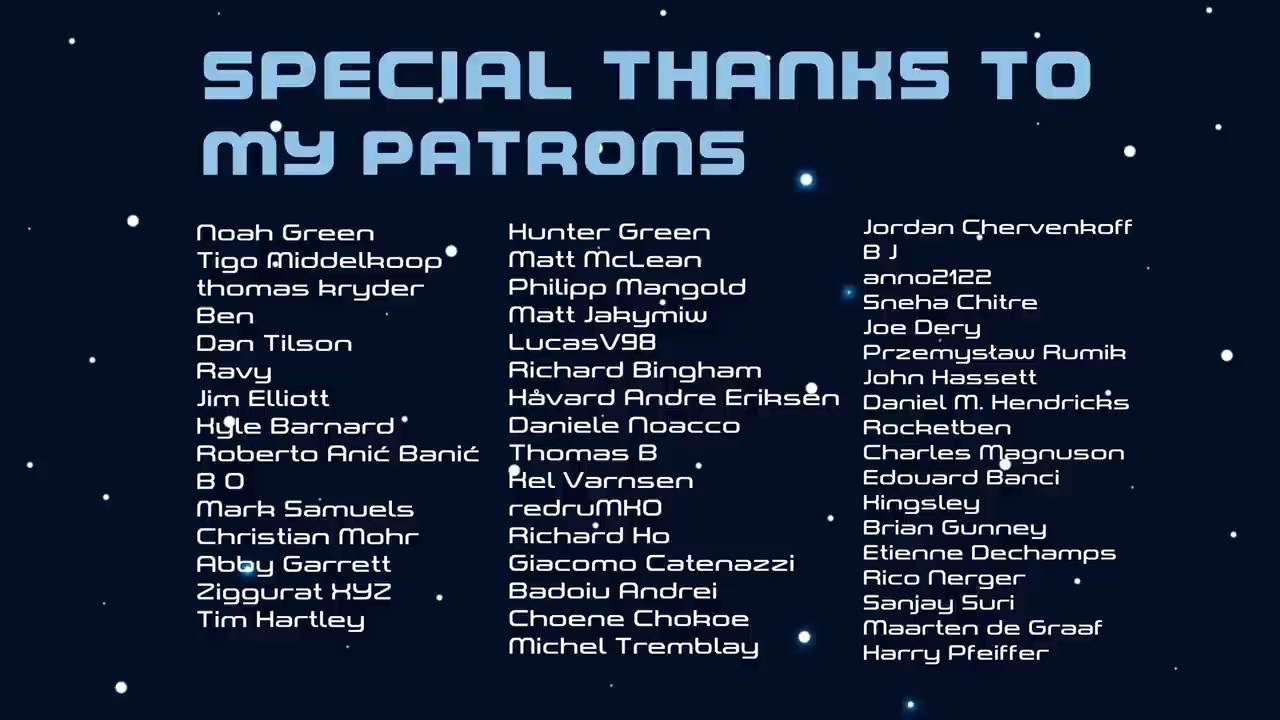 SPECIAL THANKS TO
MY PATRONS
Noah Green
Tigo Middelkoop
thomas kryder
Ben
Dan Tilson
Ravy
Jim Elliott
Kyle Barnard
Roberto Anić Banić
B O
Mark Samuels
Christian Mohr
Abby Garrett
Ziggurat XYZ
Tim Hartley
Hunter Green
Matt McLean
Philipp Mangold
Matt Jakymiw
LucasV98
Richard Bingham
Håvard Andre Eriksen
Daniele Noacco
Thomas B
Kel Varnsen
redruMKO
Richard Ho
Giacomo Catenazzi
Badoiu Andrei
Choene Chokoe
Michel Tremblay
Jordan Chervenkoff
B J
anno2122
Sneha Chitre
Joe Dery
Przemysław Rumik
John Hassett
Daniel M. Hendricks
Rocketben
Charles Magnuson
Edouard Banci
Kingsley
Brian Gunney
Etienne Dechamps
Rico Nerger
Sanjay Suri
Maarten de Graaf
Harry Pfeiffer